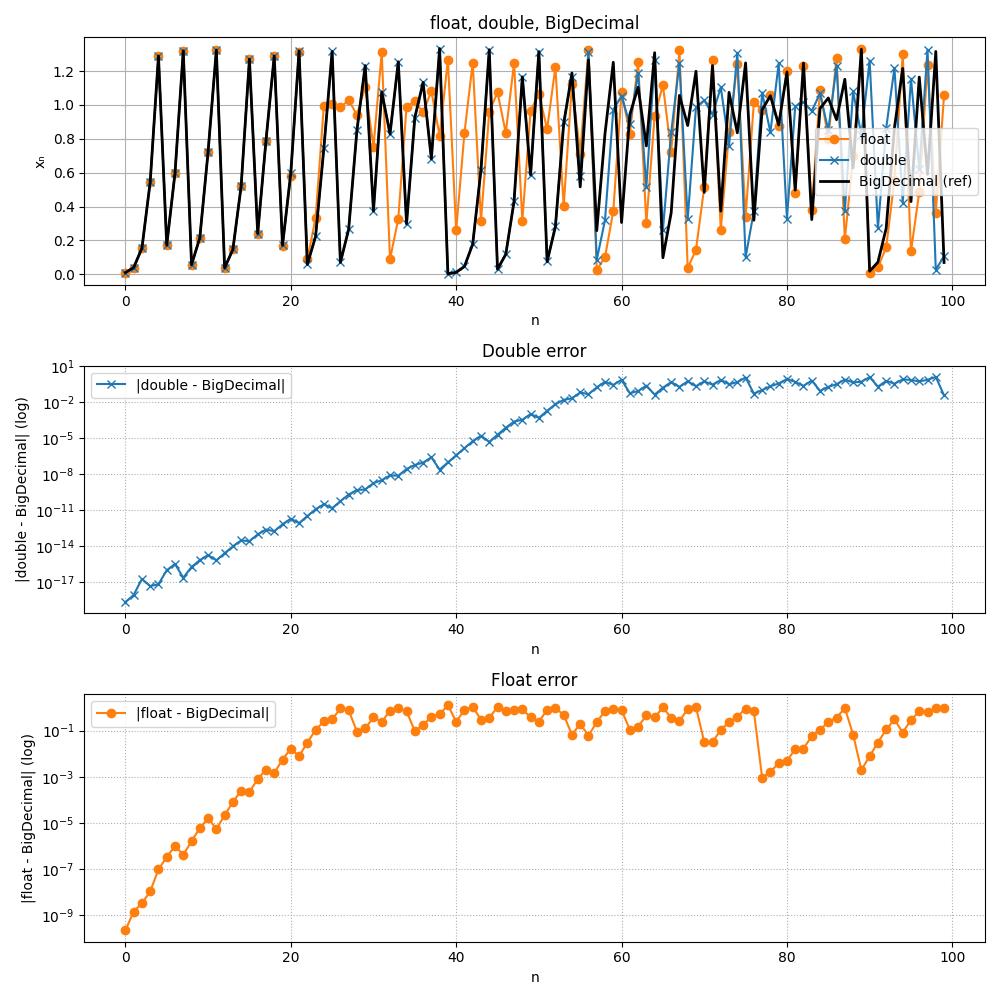 float, double, BigDecimal
xₙ
0.0
0.2
0.4
0.6
0.8
1.0
1.2
0
20
40
60
80
100
n
float
double
BigDecimal (ref)
Double error
|double - BigDecimal| (log)
10¹
10⁻²
10⁻⁵
10⁻⁸
10⁻¹¹
10⁻¹⁴
10⁻¹⁷
|double - BigDecimal|
0
20
40
60
80
100
n
Float error
|float - BigDecimal| (log)
10⁻¹
10⁻³
10⁻⁵
10⁻⁷
10⁻⁹
|float - BigDecimal|
0
20
40
60
80
100
n